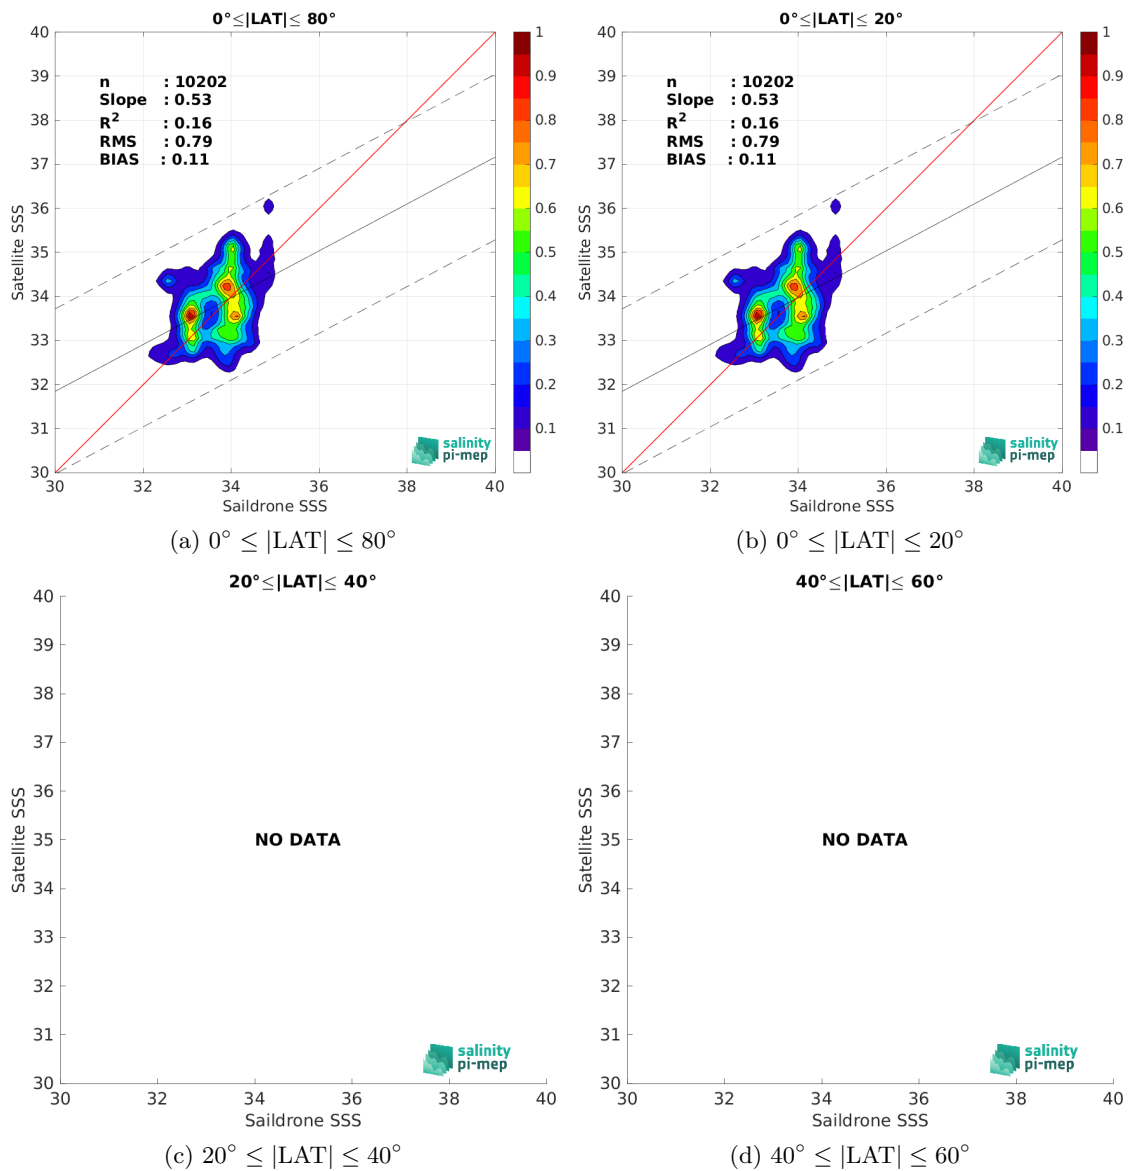 0°≤|LAT|≤ 80°
40
39
38
37
36
35
34
33
32
31
30
Satellite SSS
n : 10202
Slope : 0.53
R² : 0.16
RMS : 0.79
BIAS : 0.11
salinity
pi-mep
30 32 34 36 38 40
Saildrone SSS
1
0.9
0.8
0.7
0.6
0.5
0.4
0.3
0.2
0.1
(a) 0° ≤ |LAT| ≤ 80°
0°≤|LAT|≤ 20°
40
39
38
37
36
35
34
33
32
31
30
Satellite SSS
n : 10202
Slope : 0.53
R² : 0.16
RMS : 0.79
BIAS : 0.11
salinity
pi-mep
30 32 34 36 38 40
Saildrone SSS
1
0.9
0.8
0.7
0.6
0.5
0.4
0.3
0.2
0.1
(b) 0° ≤ |LAT| ≤ 20°
20°≤|LAT|≤ 40°
40
39
38
37
36
35
34
33
32
31
30
Satellite SSS
NO DATA
salinity
pi-mep
30 32 34 36 38 40
Saildrone SSS
(c) 20° ≤ |LAT| ≤ 40°
40°≤|LAT|≤ 60°
40
39
38
37
36
35
34
33
32
31
30
Satellite SSS
NO DATA
salinity
pi-mep
30 32 34 36 38 40
Saildrone SSS
(d) 40° ≤ |LAT| ≤ 60°